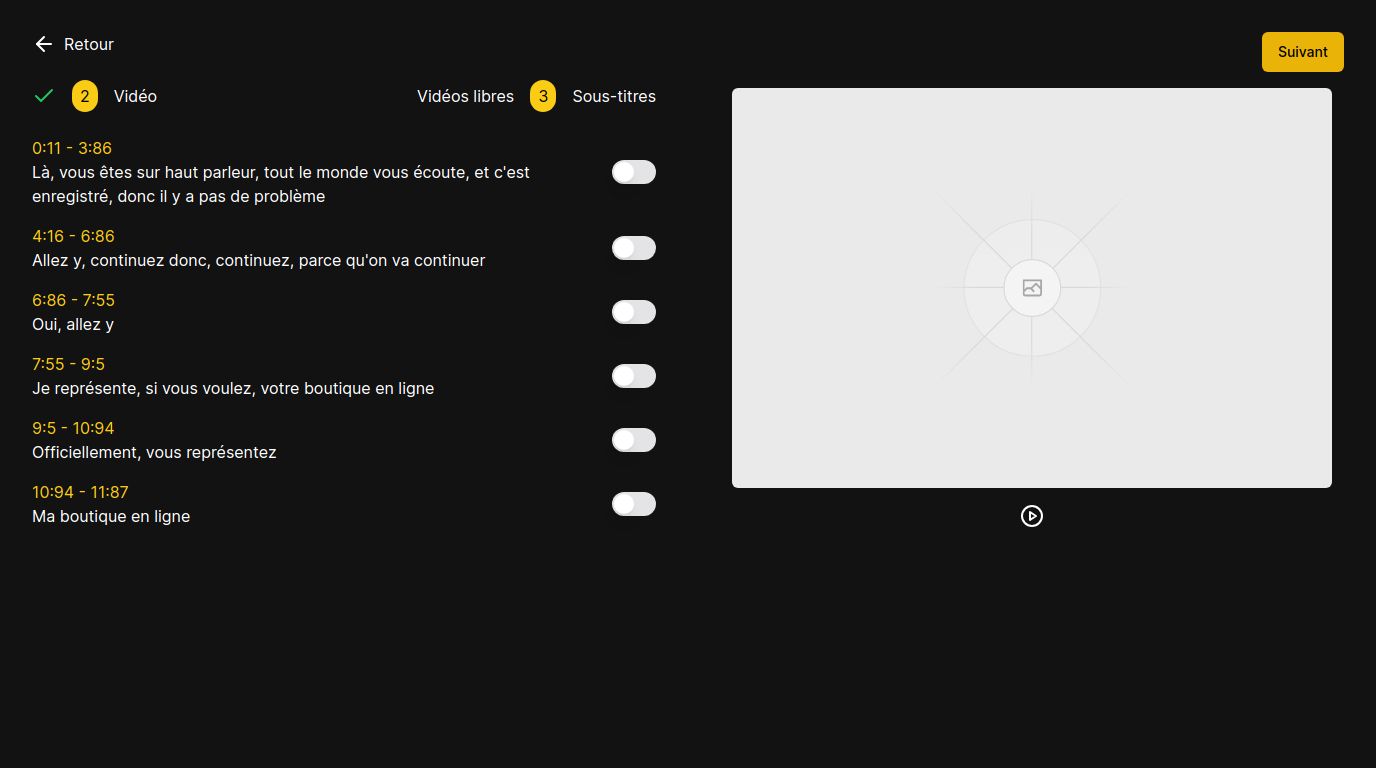 Retour
Suivant
2 Vidéo Vidéos libres 3 Sous-titres
0:11 - 3:86
Là, vous êtes sur haut parleur, tout le monde vous écoute, et c'est
enregistré, donc il y a pas de problème
4:16 - 6:86
Allez y, continuez donc, continuez, parce qu'on va continuer
6:86 - 7:55
Oui, allez y
7:55 - 9:5
Je représente, si vous voulez, votre boutique en ligne
9:5 - 10:94
Officiellement, vous représentez
10:94 - 11:87
Ma boutique en ligne